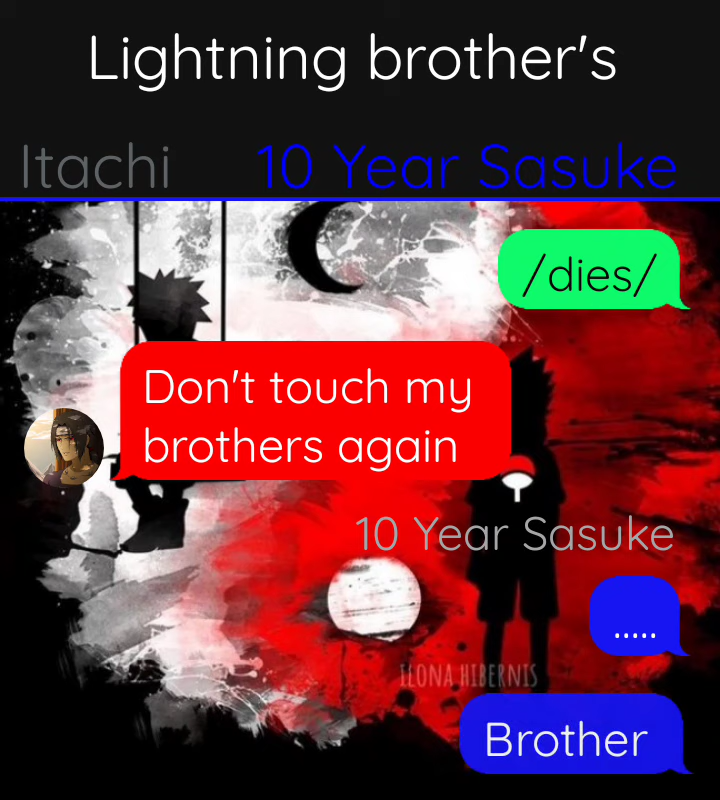 Lightning brother's
Itachi
10 Year Sasuke
/dies/
Don't touch my
brothers again
10 Year Sasuke
.....
ILONA HIBERNIS
Brother